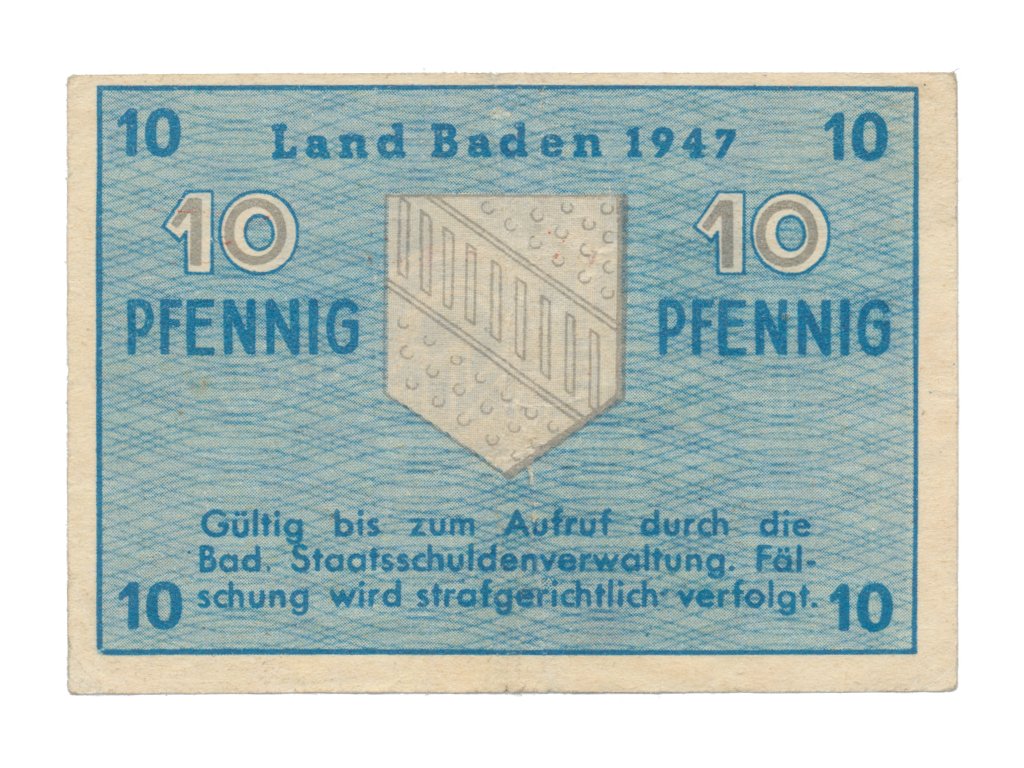 10 Land Baden 1947 10
10 10
PFENNIG PFENNIG
Gültig bis zum Aufruf durch die
Bad. Staatsschuldenverwaltung. Fäl-
10 schung wird strafgerichtlich verfolgt. 10